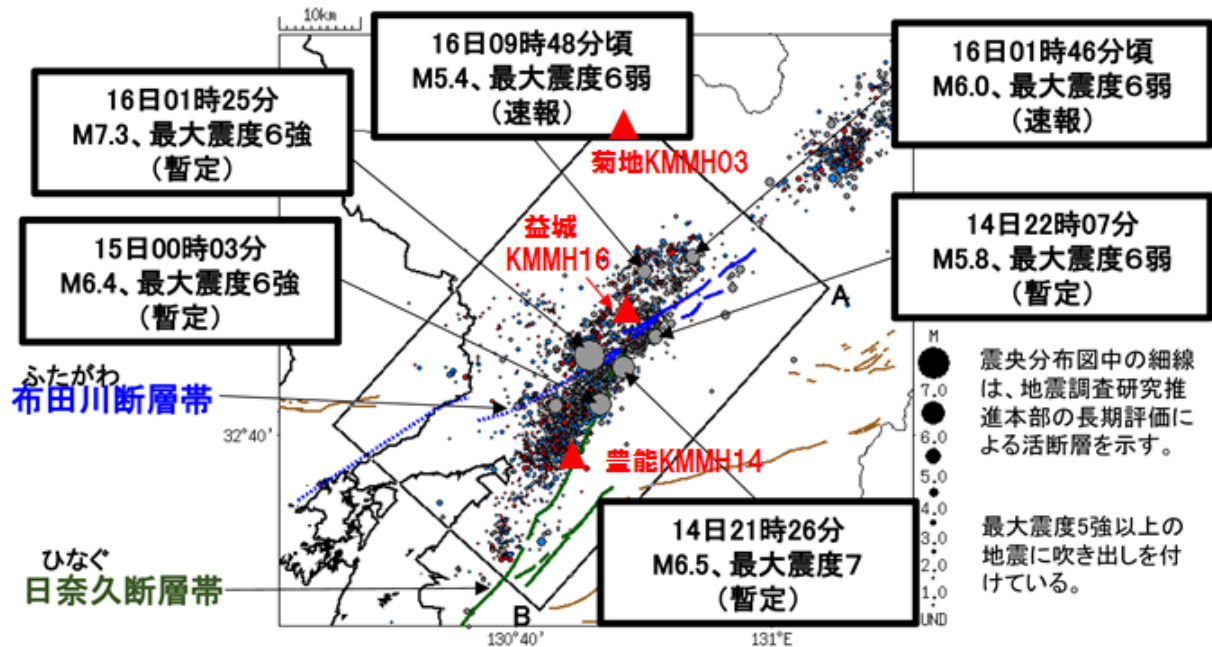 10km
16日09時48分頃
M5.4、最大震度6弱
(速報)
16日01時46分頃
M6.0、最大震度6弱
(速報)
16日01時25分
M7.3、最大震度6強
(暫定)
菊地KMMH03
益城
KMMH16
14日22時07分
M5.8、最大震度6弱
(暫定)
15日00時03分
M6.4、最大震度6強
(暫定)
A
ふたがわ
布田川断層帯
M
7.0
6.0
5.0
4.0
3.0
2.0
1.0
UND
震央分布図中の細線
は、地震調査研究推
進本部の長期評価に
よる活断層を示す。
32°40'
豊能KMMH14
14日21時26分
M6.5、最大震度7
(暫定)
最大震度5強以上の
地震に吹き出しを付
けている。
ひなぐ
日奈久断層帯
B
130°40'
131°E